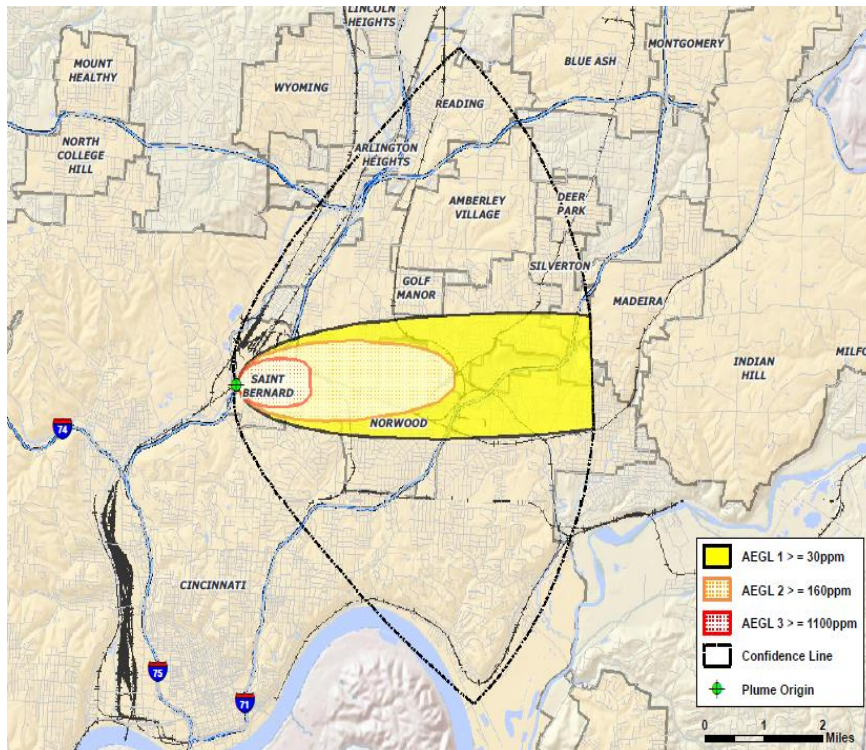 LINCOLN
HEIGHTS
MONTGOMERY
BLUE ASH
MOUNT
HEALTHY
WYOMING
READING
NORTH
COLLEGE
HILL
ARLINGTON
HEIGHTS
AMBERLEY
VILLAGE
DEER
PARK
SILVERTON
GOLF
MANOR
MADEIRA
INDIAN
HILL
MILFO
SAINT
BERNARD
NORWOOD
74
CINCINNATI
75
71
AEGL 1 > = 30ppm
AEGL 2 > = 160ppm
AEGL 3 > = 1100ppm
Confidence Line
Plume Origin
0 1 2
Miles